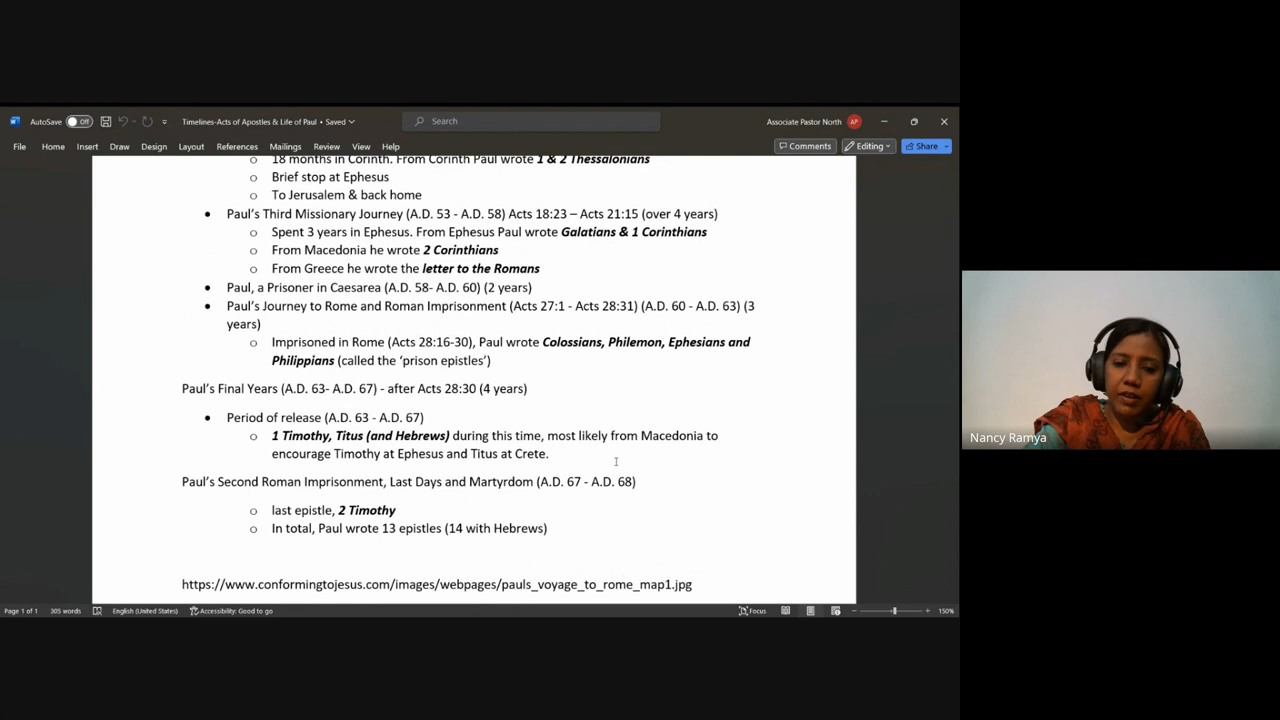 AutoSave Off Timelines-Acts of Apostles & Life of Paul • Saved Search Associate Pastor North AP
File Home Insert Draw Design Layout References Mailings Review View Help Comments Editing Share
18 months in Corinth. From Corinth Paul wrote 1 & 2 Thessalonians
o Brief stop at Ephesus
o To Jerusalem & back home
• Paul's Third Missionary Journey (A.D. 53 - A.D. 58) Acts 18:23 – Acts 21:15 (over 4 years)
o Spent 3 years in Ephesus. From Ephesus Paul wrote Galatians & 1 Corinthians
o From Macedonia he wrote 2 Corinthians
o From Greece he wrote the letter to the Romans
• Paul, a Prisoner in Caesarea (A.D. 58- A.D. 60) (2 years)
• Paul's Journey to Rome and Roman Imprisonment (Acts 27:1 - Acts 28:31) (A.D. 60 - A.D. 63) (3
years)
o Imprisoned in Rome (Acts 28:16-30), Paul wrote Colossians, Philemon, Ephesians and
Philippians (called the 'prison epistles')
Paul's Final Years (A.D. 63- A.D. 67) - after Acts 28:30 (4 years)
• Period of release (A.D. 63 - A.D. 67)
o 1 Timothy, Titus (and Hebrews) during this time, most likely from Macedonia to
encourage Timothy at Ephesus and Titus at Crete.
Paul's Second Roman Imprisonment, Last Days and Martyrdom (A.D. 67 - A.D. 68)
o last epistle, 2 Timothy
o In total, Paul wrote 13 epistles (14 with Hebrews)
https://www.conformingtojesus.com/images/webpages/pauls_voyage_to_rome_map1.jpg
Page 1 of 1 305 words English (United States) Accessibility: Good to go Focus 150%
Nancy Ramya